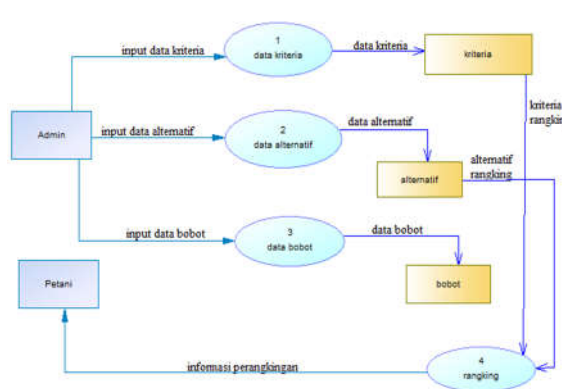 1
data kriteria
input data kriteria
data kriteria
kriteria
kriteria
Admin
input data alternatif
2
data alternatif
data alternatif
alternatif
alternatif
rangking
input data bobot
3
data bobot
data bobot
bobot
Petani
informasi perangkingan
4
rangking